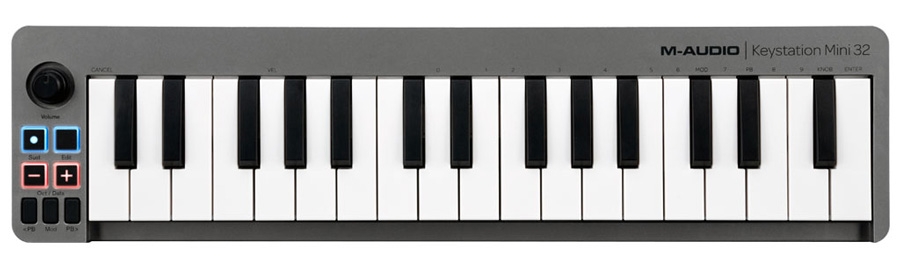 M-AUDIO | Keystation Mini 32
CANCEL VEL 0 1 2 3 4 5 6 MOD 7 PB 8 9 KNOB ENTER
Volume
Sust Edit
− +
Oct / Data
<PB Mod PB>